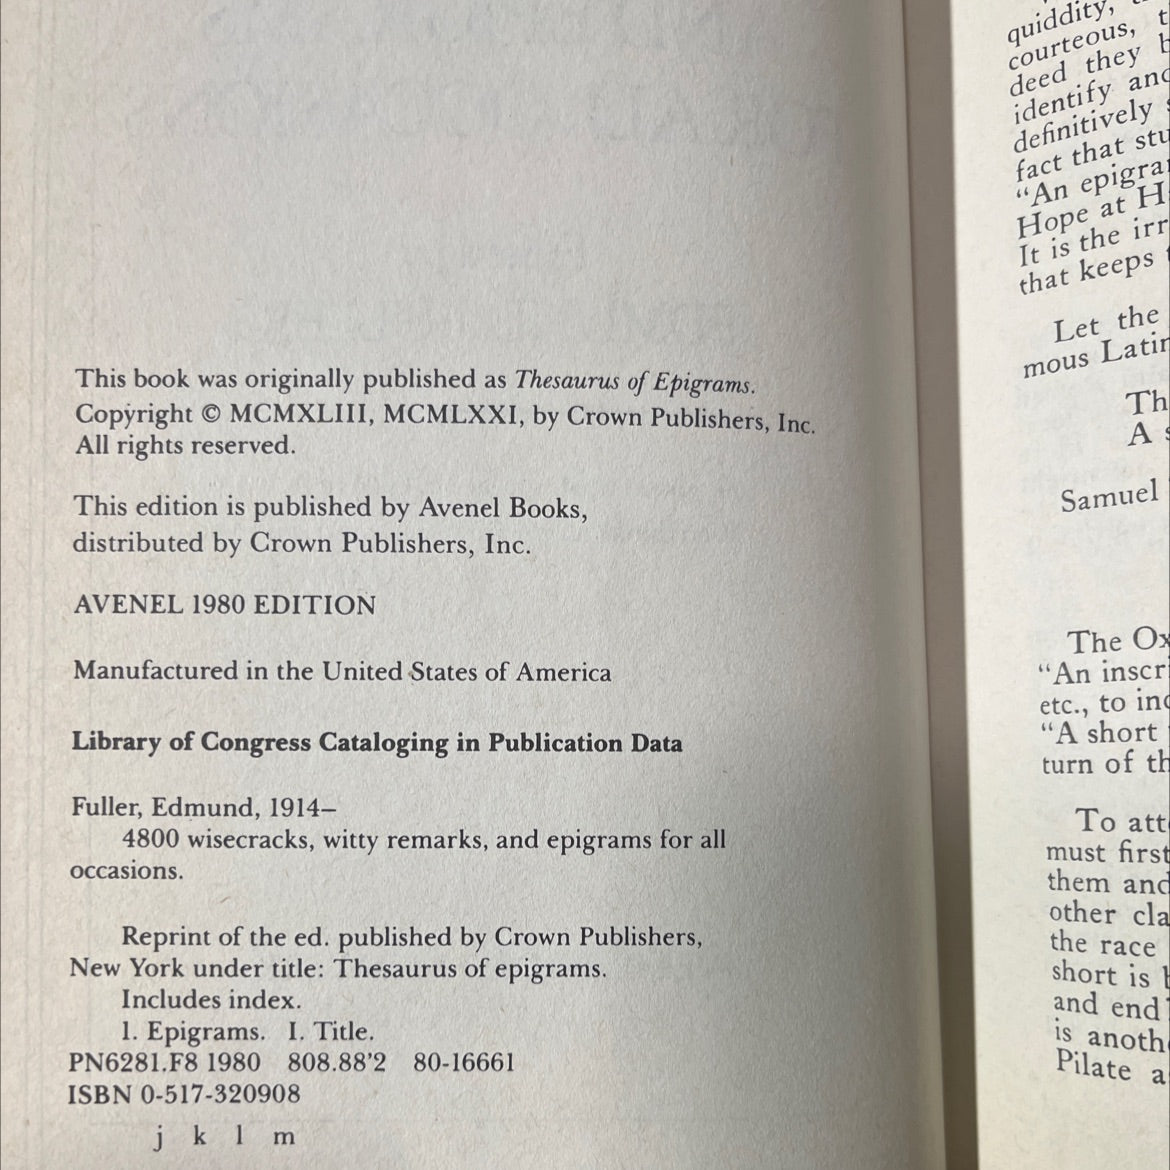 This book was originally published as Thesaurus of Epigrams.
Copyright © MCMXLIII, MCMLXXI, by Crown Publishers, Inc.
All rights reserved.
This edition is published by Avenel Books,
distributed by Crown Publishers, Inc.
AVENEL 1980 EDITION
Manufactured in the United States of America
Library of Congress Cataloging in Publication Data
Fuller, Edmund, 1914–
4800 wisecracks, witty remarks, and epigrams for all
occasions.
Reprint of the ed. published by Crown Publishers,
New York under title: Thesaurus of epigrams.
Includes index.
1. Epigrams. I. Title.
PN6281.F8 1980 808.88'2 80-16661
ISBN 0-517-320908
j k l m
quiddity,
courteous,
deed they
identify
definitively
fact that
“An
Hope at
It is the
that keeps
Let the
mous
Th
A
Samuel
The
“An
etc., to
“A short
turn of
To
must first
them and
other
the race
short is
and end
is
Pilate a